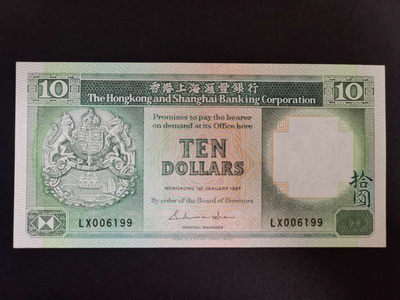 10 香港上海滙豐銀行 10
The Hongkong and Shanghai Banking Corporation
Promises to pay the bearer
on demand at its Office here
TEN
DOLLARS
拾圓
HONGKONG 1ST JANUARY 1987
By order of the Board of Directors
LX006199 LX006199
GENERAL MANAGER